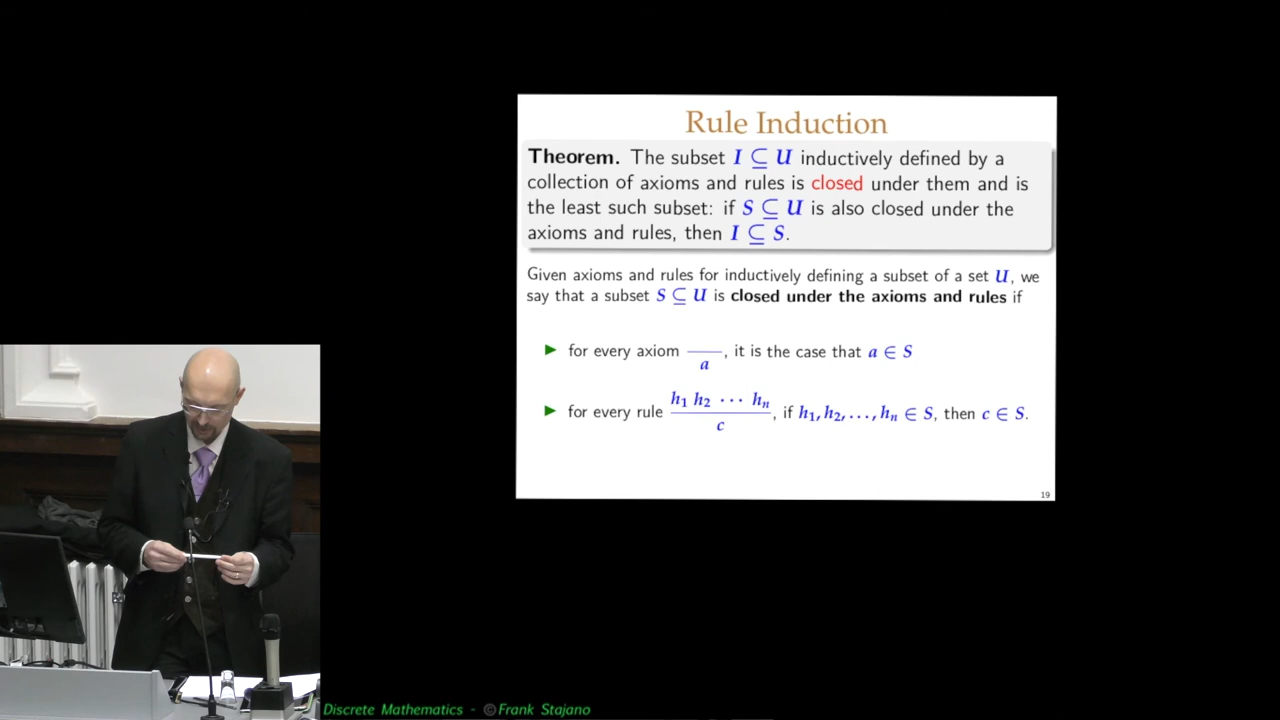 Rule Induction
Theorem. The subset I ⊆ U inductively defined by a
collection of axioms and rules is closed under them and is
the least such subset: if S ⊆ U is also closed under the
axioms and rules, then I ⊆ S.
Given axioms and rules for inductively defining a subset of a set U, we
say that a subset S ⊆ U is closed under the axioms and rules if
▶ for every axiom ―, it is the case that a ∈ S
a
h₁ h₂ ⋯ hₙ
▶ for every rule ―, if h₁, h₂, …, hₙ ∈ S, then c ∈ S.
c
19
Discrete Mathematics - © Frank Stajano